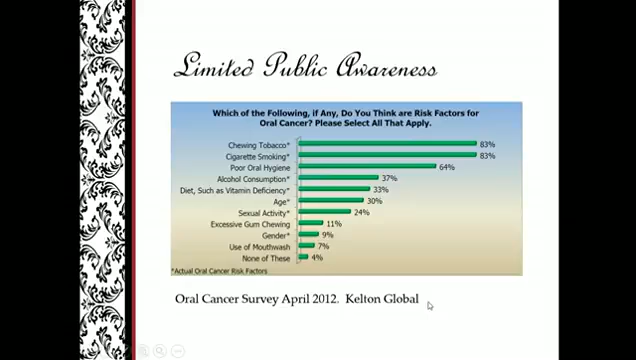 Limited Public Awareness
Which of the Following, if Any, Do You Think are Risk Factors for
Oral Cancer? Please Select All That Apply.
Chewing Tobacco* 83%
Cigarette Smoking* 83%
Poor Oral Hygiene 64%
Alcohol Consumption* 37%
Diet, Such as Vitamin Deficiency* 33%
Age* 30%
Sexual Activity* 24%
Excessive Gum Chewing 11%
Gender* 9%
Use of Mouthwash 7%
None of These 4%
*Actual Oral Cancer Risk Factors
Oral Cancer Survey April 2012. Kelton Global